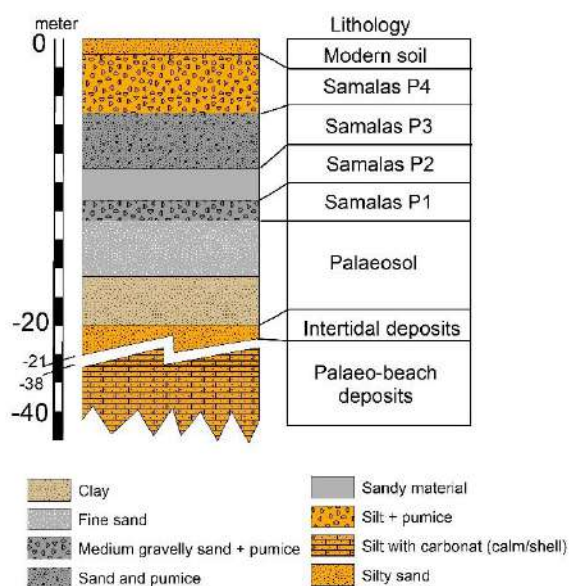 meter
0
-20
-21
-38
-40
Lithology
Modern soil
Samalas P4
Samalas P3
Samalas P2
Samalas P1
Palaeosol
Intertidal deposits
Palaeo-beach
deposits
Clay
Fine sand
Medium gravelly sand + pumice
Sand and pumice
Sandy material
Silt + pumice
Silt with carbonat (calm/shell)
Silty sand